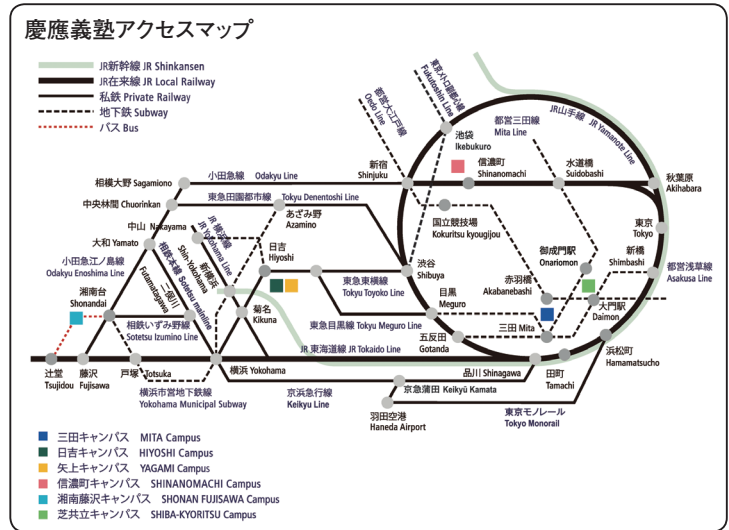 慶應義塾アクセスマップ
JR新幹線 JR Shinkansen
JR在来線 JR Local Railway
私鉄 Private Railway
地下鉄 Subway
バス Bus
東京メトロ副都心線
Fukutoshin Line
都営大江戸線
Oedo Line
池袋
Ikebukuro
都営三田線
Mita Line
JR山手線 JR Yamanote Line
新宿
Shinjuku
信濃町
Shinanomachi
水道橋
Suidobashi
秋葉原
Akihabara
相模大野 Sagamiono
小田急線 Odakyu Line
中央林間 Chuorinkan
東急田園都市線 Tokyu Denentoshi Line
あざみ野
Azamino
中山 Nakayama
JR 横浜線
JR Yokohama Line
国立競技場
Kokuritsu kyougijou
東京
Tokyo
大和 Yamato
日吉
Hiyoshi
新横浜
Shin-Yokohama
相鉄本線 Sotetsu mainline
二俣川
Futamatagawa
小田急江ノ島線
Odakyu Enoshima Line
渋谷
Shibuya
御成門駅
Onariomon
新橋
Shimbashi
都営浅草線
Asakusa Line
東急東横線
Tokyu Toyoko Line
目黒
Meguro
赤羽橋
Akabanebashi
湘南台
Shonandai
菊名
Kikuna
大門駅
Daimon
相鉄いずみ野線
Sotetsu Izumino Line
東急目黒線 Tokyu Meguro Line
五反田
Gotanda
三田 Mita
浜松町
Hamamatsucho
JR 東海道線 JR Tokaido Line
辻堂
Tsujidou
藤沢
Fujisawa
戸塚 Totsuka
横浜 Yokohama
品川 Shinagawa
田町
Tamachi
横浜市営地下鉄線
Yokohama Municipal Subway
京浜急行線
Keikyu Line
京急蒲田 Keikyū Kamata
羽田空港
Haneda Airport
東京モノレール
Tokyo Monorail
三田キャンパス MITA Campus
日吉キャンパス HIYOSHI Campus
矢上キャンパス YAGAMI Campus
信濃町キャンパス SHINANOMACHI Campus
湘南藤沢キャンパス SHONAN FUJISAWA Campus
芝共立キャンパス SHIBA-KYORITSU Campus